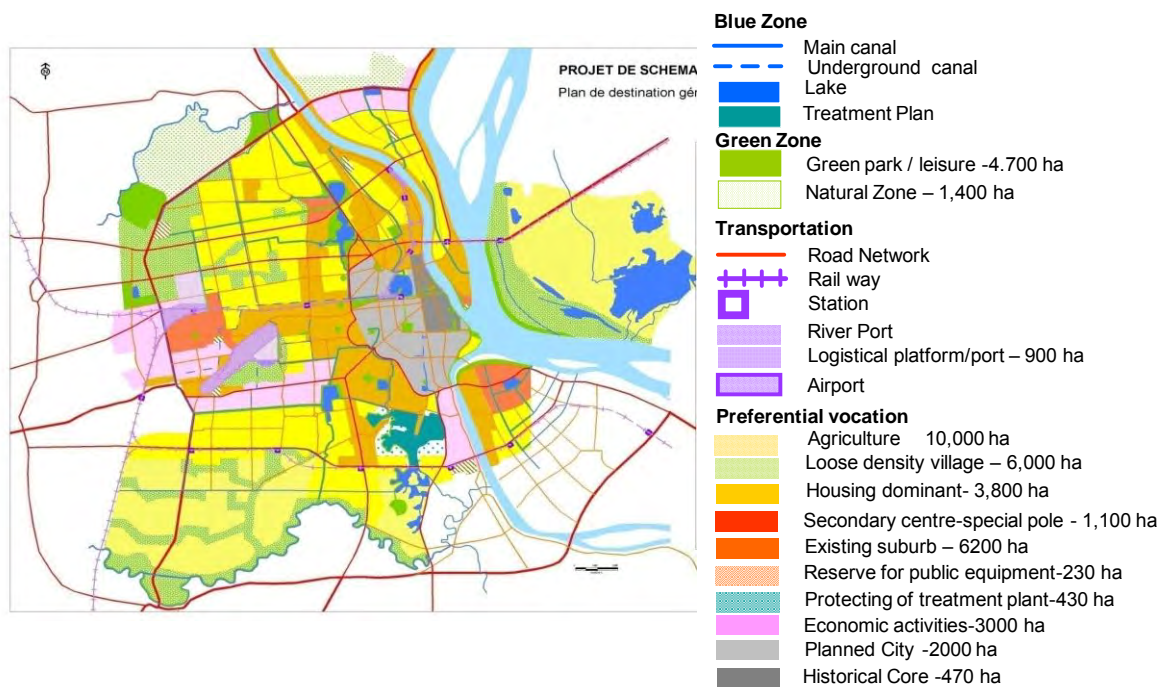 PROJET DE SCHEMA
Plan de destination gér
Blue Zone
Main canal
Underground canal
Lake
Treatment Plan
Green Zone
Green park / leisure -4.700 ha
Natural Zone – 1,400 ha
Transportation
Road Network
Rail way
Station
River Port
Logistical platform/port – 900 ha
Airport
Preferential vocation
Agriculture 10,000 ha
Loose density village – 6,000 ha
Housing dominant- 3,800 ha
Secondary centre-special pole - 1,100 ha
Existing suburb – 6200 ha
Reserve for public equipment-230 ha
Protecting of treatment plant-430 ha
Economic activities-3000 ha
Planned City -2000 ha
Historical Core -470 ha